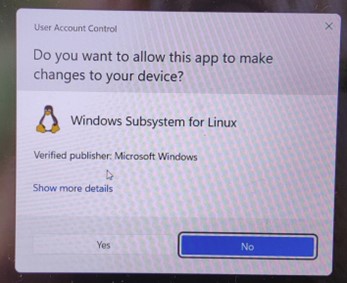 User Account Control
Do you want to allow this app to make
changes to your device?
Windows Subsystem for Linux
Verified publisher: Microsoft Windows
Show more details
Yes
No